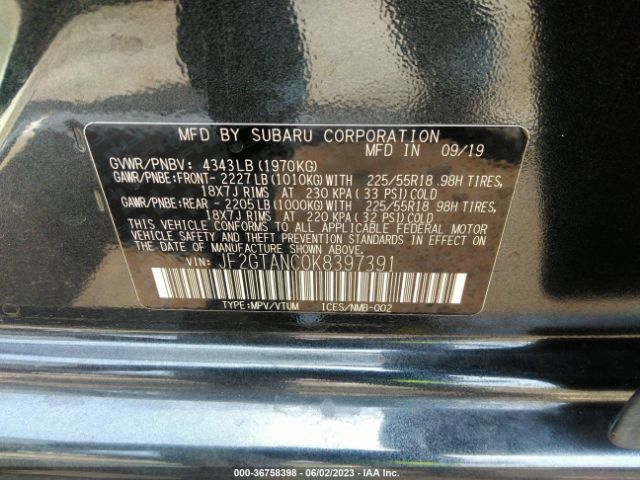 MFD BY SUBARU CORPORATION
MFD IN 09/19
GVWR/PNBV: 4343LB(1970KG)
GAWR/PNBE:FRONT- 2227LB(1010KG)WITH 225/55R18 98H TIRES,
18X7J RIMS AT 230 KPA(33 PSI)COLD
GAWR/PNBE:REAR - 2205LB(1000KG)WITH 225/55R18 98H TIRES,
18X7J RIMS AT 220 KPA(32 PSI)COLD
THIS VEHICLE CONFORMS TO ALL APPLICABLE FEDERAL MOTOR
VEHICLE SAFETY, BUMPER, AND THEFT PREVENTION STANDARDS IN
EFFECT ON THE DATE OF MANUFACTURE SHOWN ABOVE.
VIN: JF2GTANC0K8397391
TYPE:MPV/VTUM ICES/NMB-002
000-36758398 - 06/02/2023 - IAA Inc.